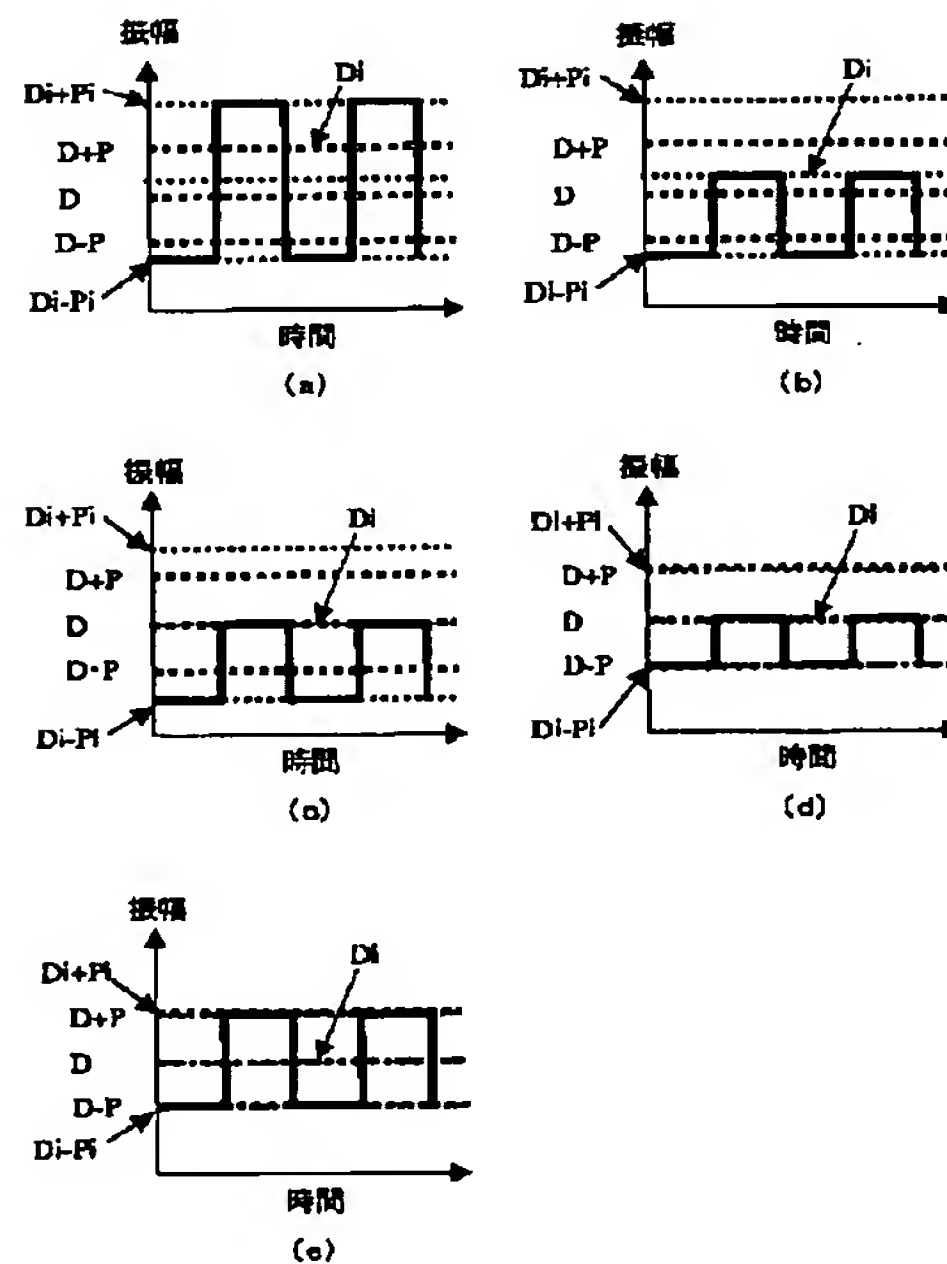 振幅
Di+Pi
Di
D+P
D
D-P
Di-Pi
時間
(a)
振幅
Di+Pi
Di
D+P
D
D-P
Di-Pi
時間
(b)
振幅
Di+Pi
Di
D+P
D
D-P
Di-Pi
時間
(c)
振幅
Di+Pi
Di
D+P
D
D-P
Di-Pi
時間
(d)
振幅
Di+Pi
Di
D+P
D
D-P
Di-Pi
時間
(e)